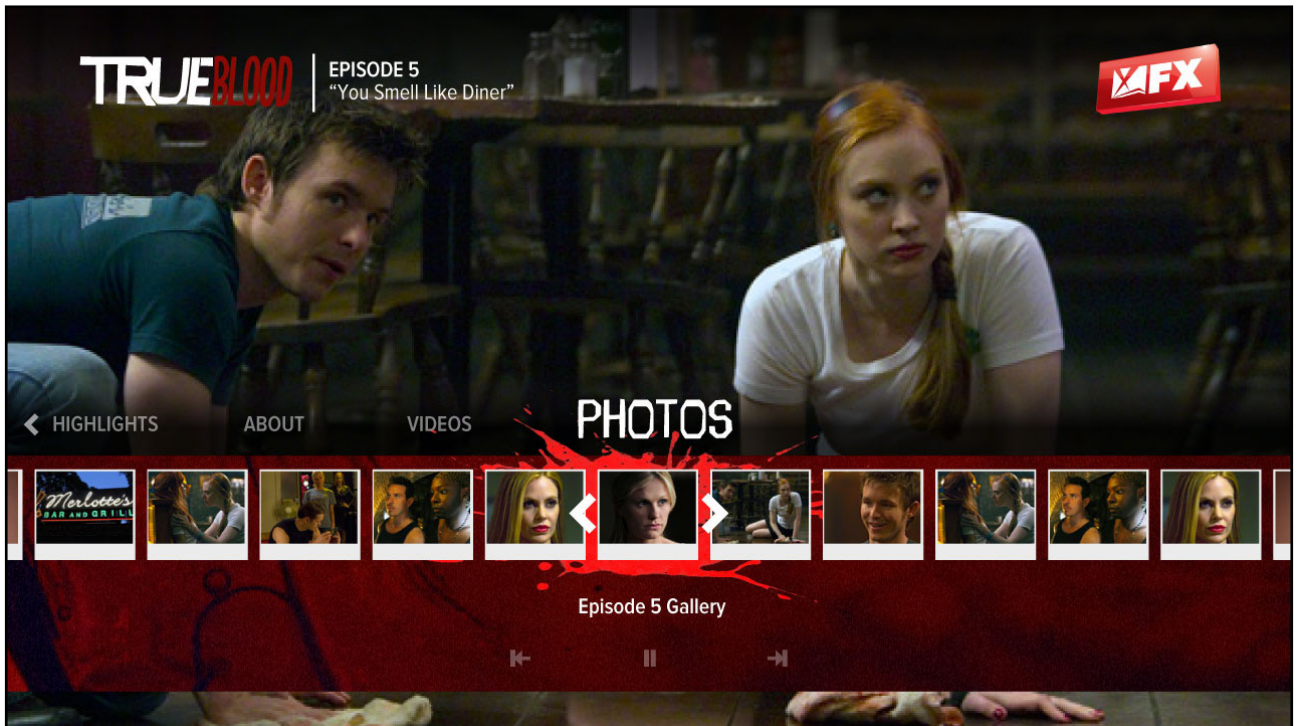 TRUEBLOOD
EPISODE 5
“You Smell Like Diner”
FX
HIGHLIGHTS
ABOUT
VIDEOS
PHOTOS
Merlotte's
BAR AND GRILL
Episode 5 Gallery